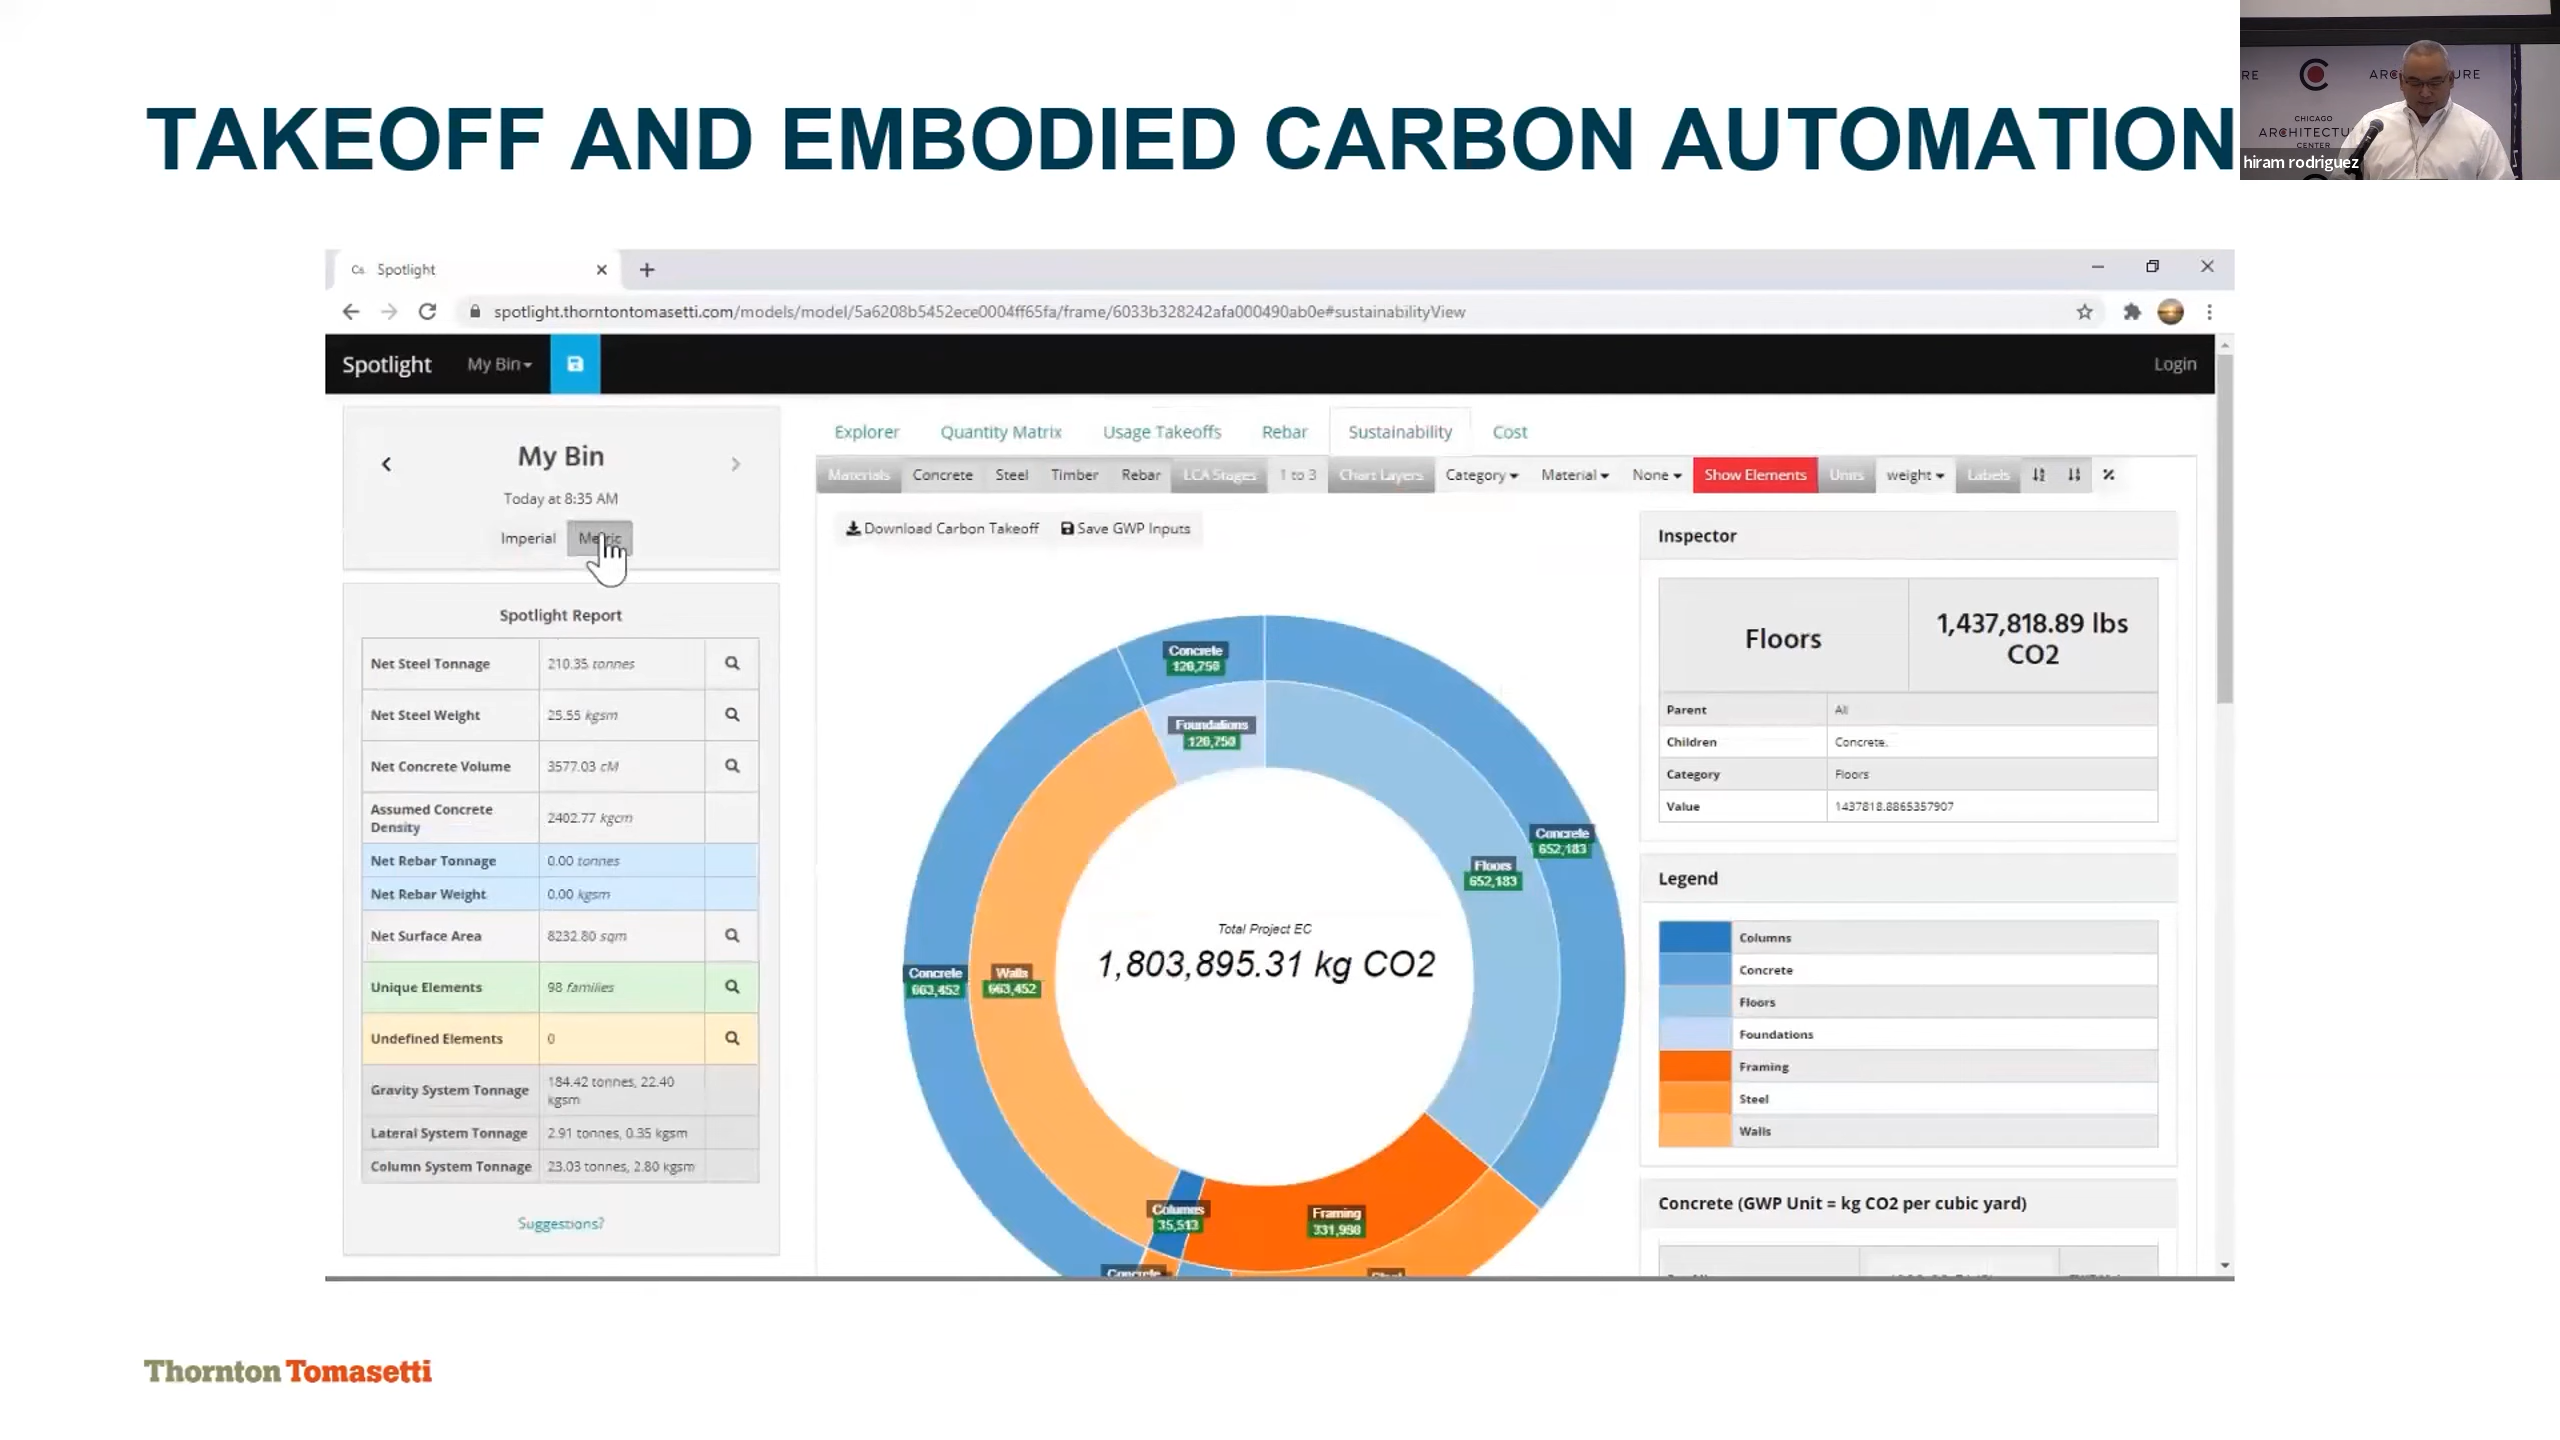 TAKEOFF AND EMBODIED CARBON AUTOMATION
CHICAGO
CENTER
hiram rodriguez
Spotlight
spotlight.thorntontomasetti.com/models/model/5a6208b5452ece0004ff65fa/frame/6033b328242afa000490ab0e#sustainabilityView
Spotlight My Bin Login
My Bin
Today at 8:35 AM
Imperial Metric
Spotlight Report
Net Steel Tonnage 210.35 tonnes
Net Steel Weight 25.55 kgsm
Net Concrete Volume 3577.03 cM
Assumed Concrete Density 2402.77 kgcm
Net Rebar Tonnage 0.00 tonnes
Net Rebar Weight 0.00 kgsm
Net Surface Area 8232.80 sqm
Unique Elements 98 families
Undefined Elements 0
Gravity System Tonnage 184.42 tonnes, 22.40 kgsm
Lateral System Tonnage 2.91 tonnes, 0.35 kgsm
Column System Tonnage 23.03 tonnes, 2.80 kgsm
Suggestions?
Explorer Quantity Matrix Usage Takeoffs Rebar Sustainability Cost
Materials Concrete Steel Timber Rebar LCA Stages 1 to 3 Chart Layers Category Material None Show Elements Units weight Labels %
Download Carbon Takeoff Save GWP Inputs
Concrete
120,750
Foundations
120,750
Concrete
652,183
Floors
652,183
Total Project EC
1,803,895.31 kg CO2
Concrete
663,452
Walls
663,452
Columns
35,513
Framing
331,998
Concrete
Steel
Inspector
Floors 1,437,818.89 lbs CO2
Parent All
Children Concrete.
Category Floors
Value 1437818.8865357907
Legend
Columns
Concrete
Floors
Foundations
Framing
Steel
Walls
Concrete (GWP Unit = kg CO2 per cubic yard)
Thornton Tomasetti